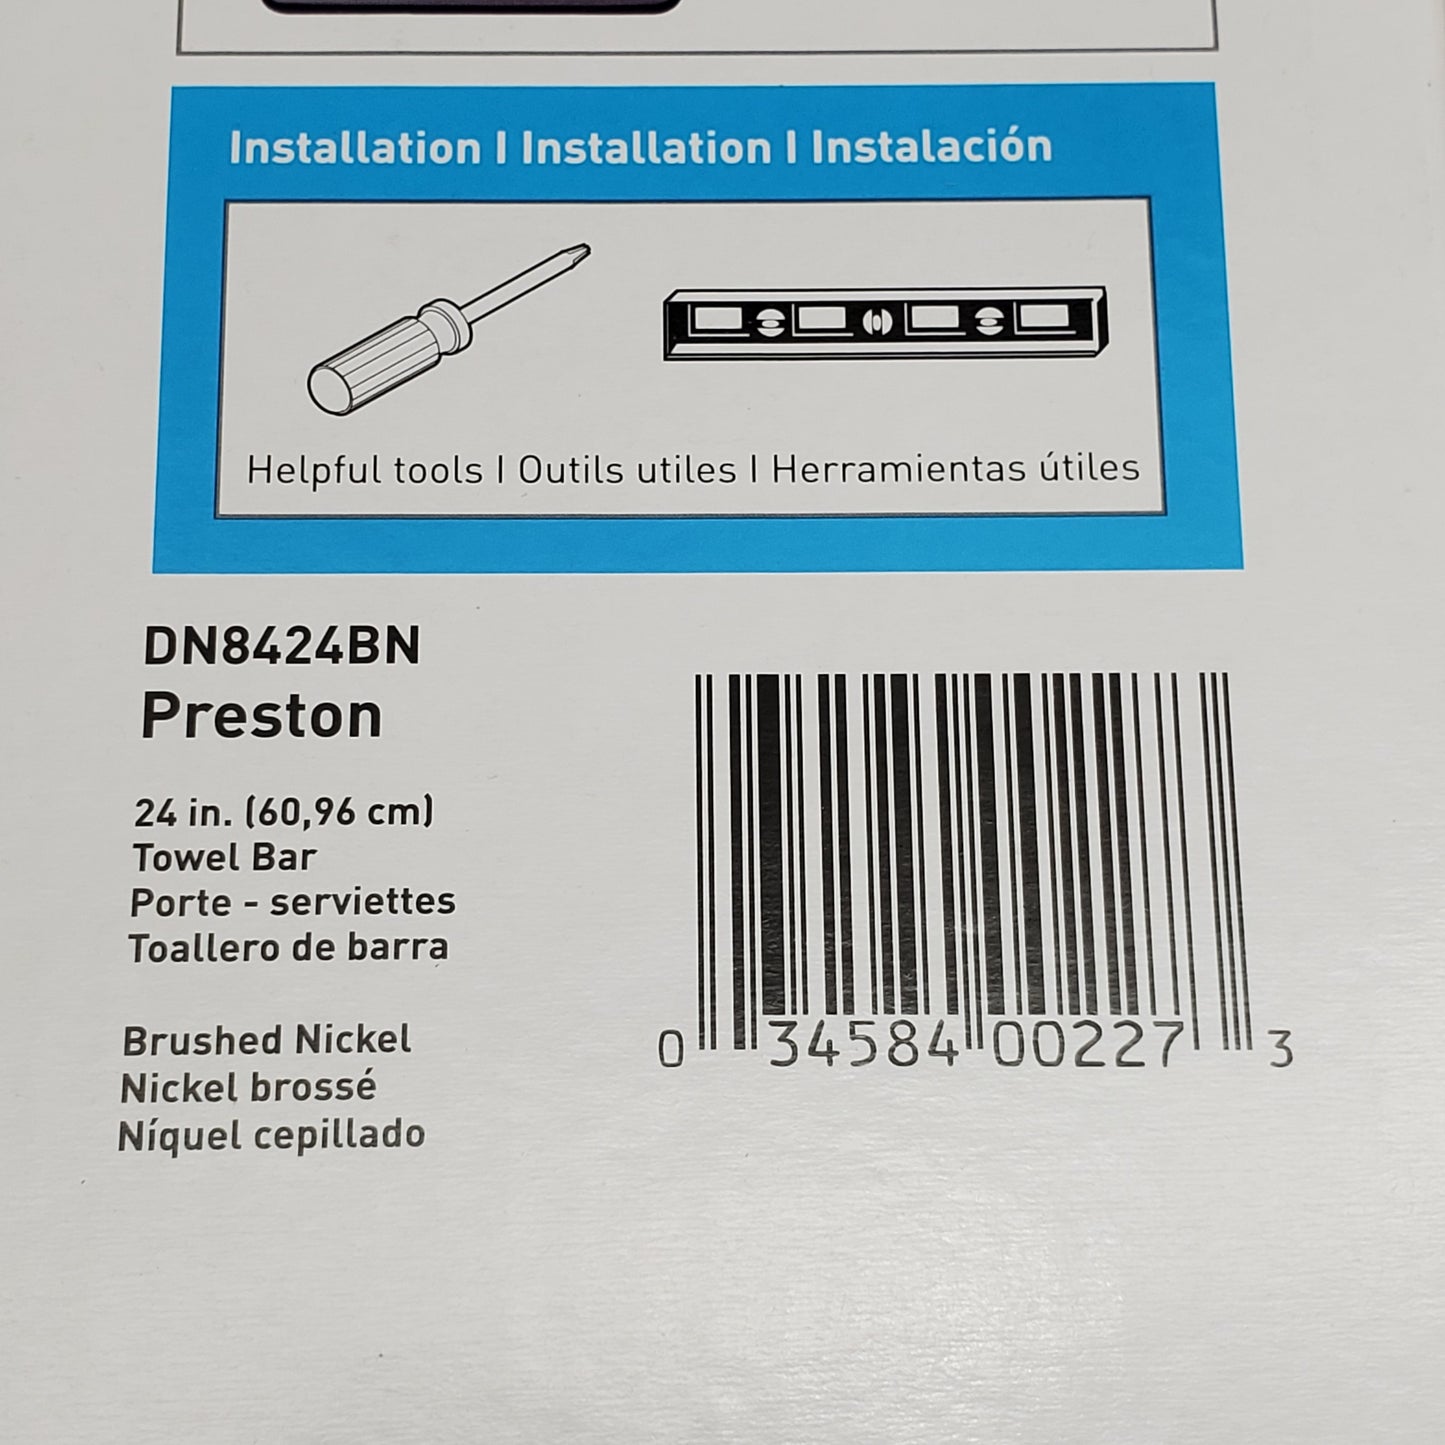 Installation | Installation | Instalación
Helpful tools | Outils utiles | Herramientas útiles
DN8424BN
Preston
24 in. (60,96 cm)
Towel Bar
Porte - serviettes
Toallero de barra
Brushed Nickel
Nickel brossé
Níquel cepillado
0 34584 00227 3